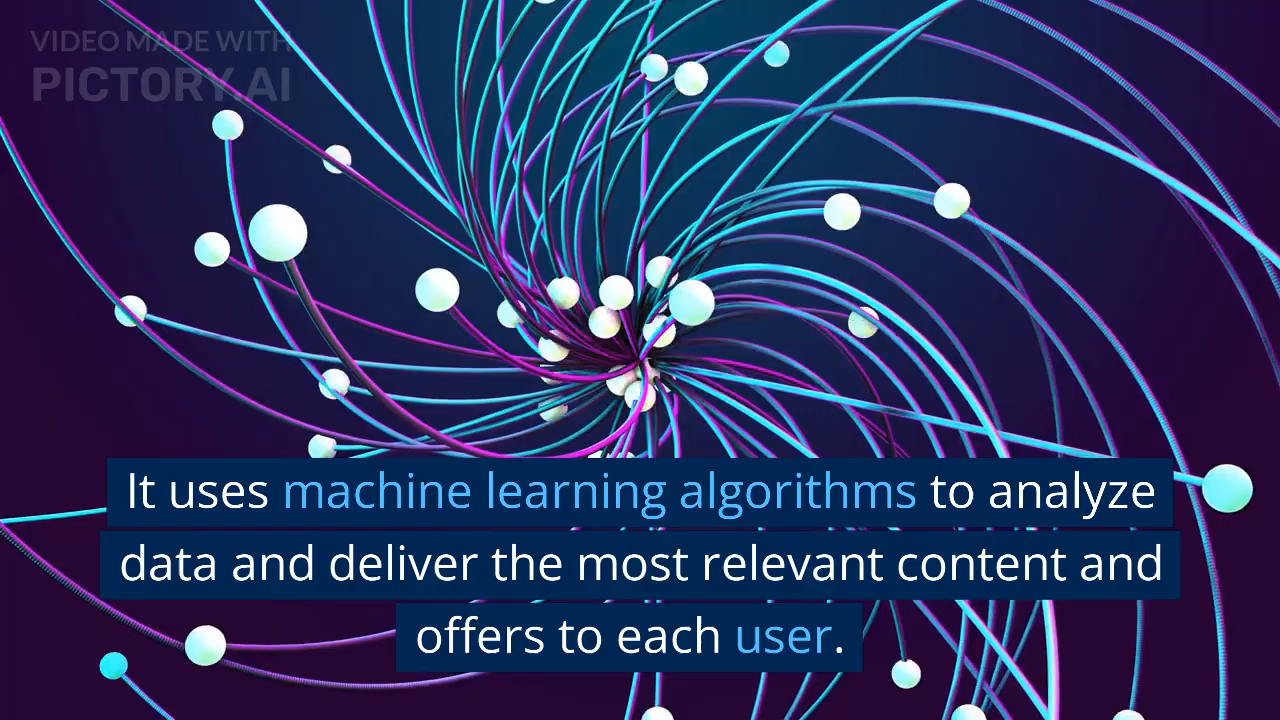 VIDEO MADE WITH
PICTORY.AI
It uses machine learning algorithms to analyze
data and deliver the most relevant content and
offers to each user.